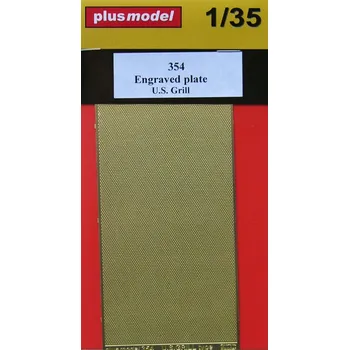 plusmodel
1/35
354
Engraved plate
U.S. Grill